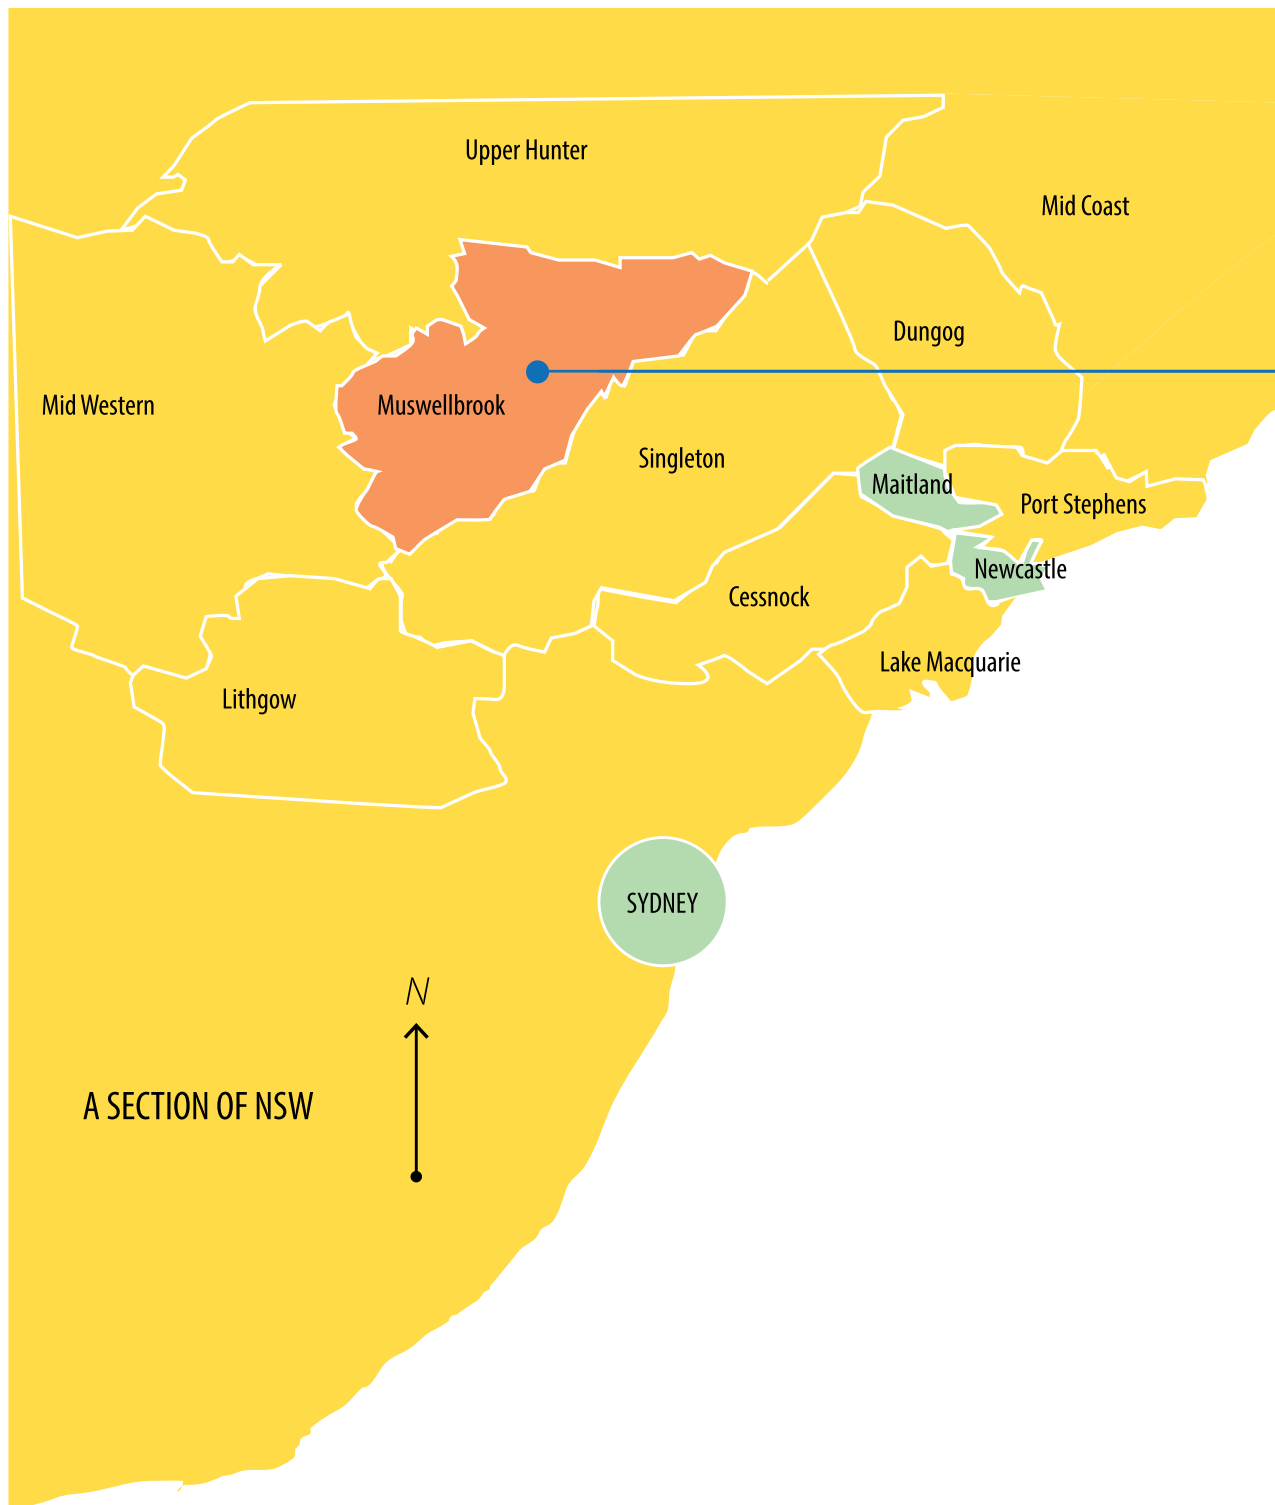 Upper Hunter
Mid Coast
Dungog
Mid Western
Muswellbrook
Singleton
Maitland
Port Stephens
Newcastle
Cessnock
Lake Macquarie
Lithgow
SYDNEY
N
A SECTION OF NSW